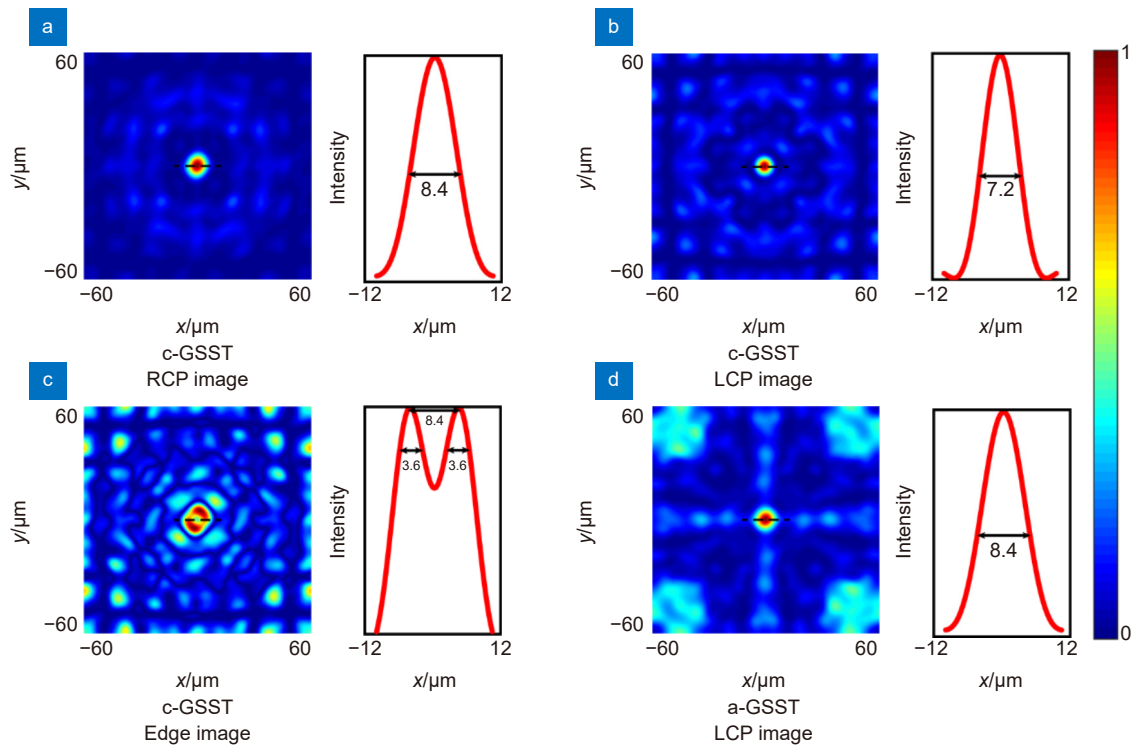 a
60
y/μm
−60
−60
60
x/μm
c-GSST
RCP image
Intensity
8.4
−12
12
x/μm
b
60
y/μm
−60
−60
60
x/μm
c-GSST
LCP image
Intensity
7.2
−12
12
x/μm
1
0
c
60
y/μm
−60
−60
60
x/μm
c-GSST
Edge image
Intensity
8.4
3.6
3.6
−12
12
x/μm
d
60
y/μm
−60
−60
60
x/μm
a-GSST
LCP image
Intensity
8.4
−12
12
x/μm